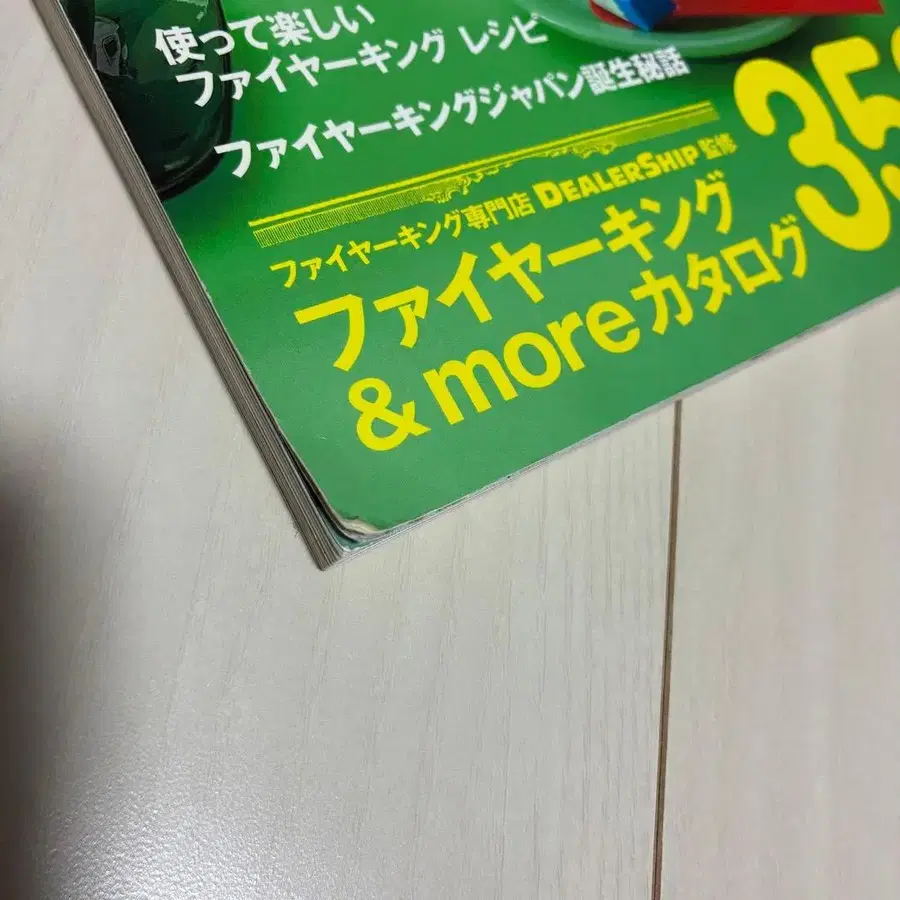 使って楽しい
ファイヤーキング レシピ
ファイヤーキングジャパン誕生秘話
ファイヤーキング専門店 DEALERSHIP 監修
ファイヤーキング
&moreカタログ
35